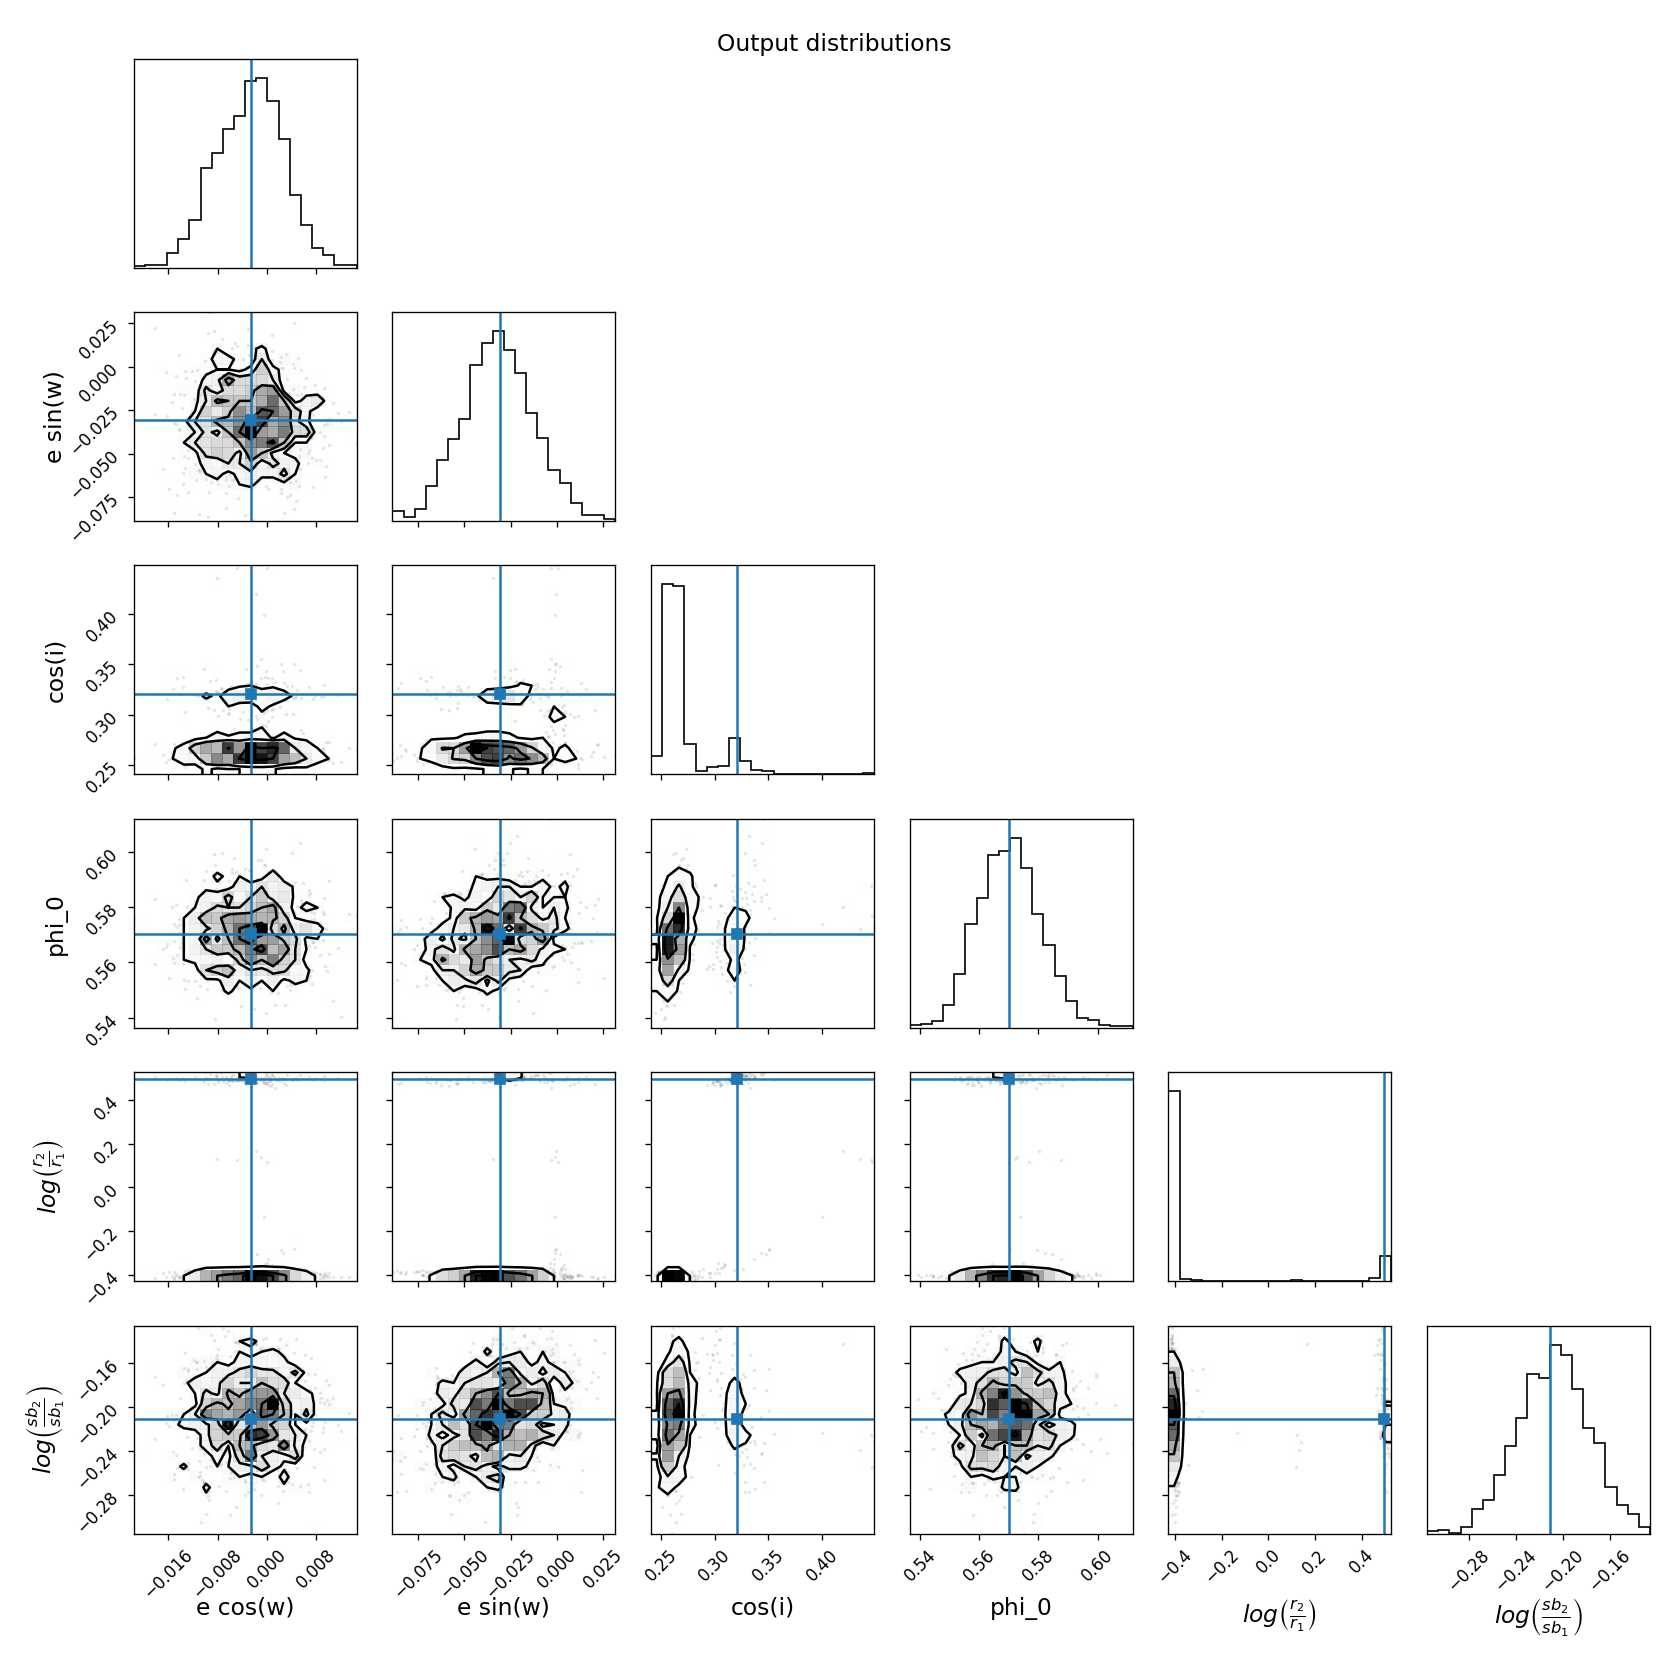 Output distributions
e sin(w)
0.025
0.000
−0.025
−0.050
−0.075
cos(i)
0.40
0.35
0.30
0.25
phi_0
0.60
0.58
0.56
0.54
log(r₂/r₁)
0.4
0.2
0.0
−0.2
−0.4
log(sb₂/sb₁)
−0.16
−0.20
−0.24
−0.28
−0.016 −0.008 0.000 0.008
−0.075 −0.050 −0.025 0.000 0.025
0.25 0.30 0.35 0.40
0.54 0.56 0.58 0.60
−0.4 −0.2 0.0 0.2 0.4
−0.28 −0.24 −0.20 −0.16
e cos(w)
e sin(w)
cos(i)
phi_0
log(r₂/r₁)
log(sb₂/sb₁)